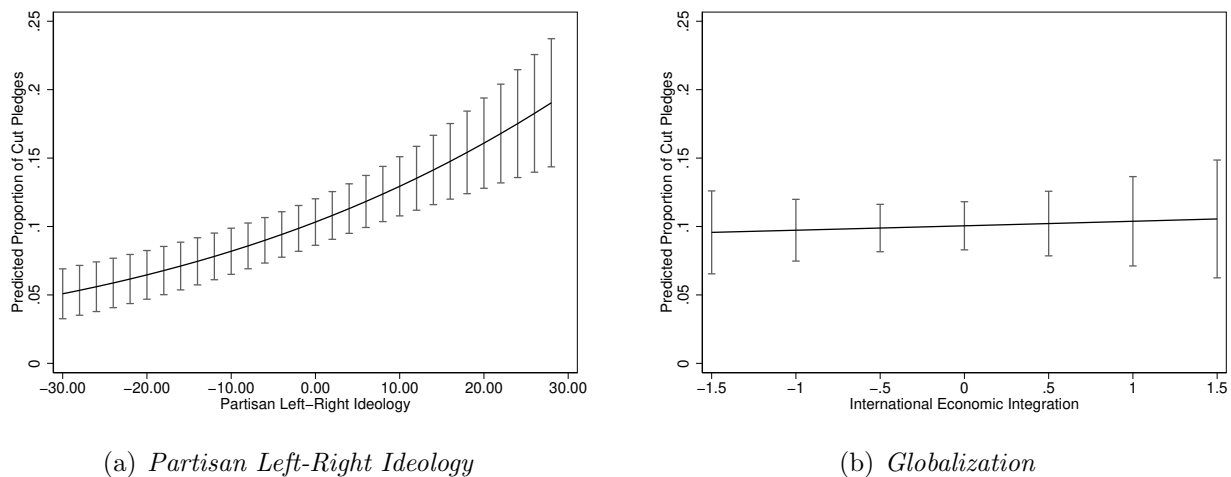 Predicted Proportion of Cut Pledges
.25
.2
.15
.1
.05
0
−30.00 −20.00 −10.00 0.00 10.00 20.00 30.00
Partisan Left−Right Ideology
(a) Partisan Left-Right Ideology
Predicted Proportion of Cut Pledges
.25
.2
.15
.1
.05
0
−1.5 −1 −.5 0 .5 1 1.5
International Economic Integration
(b) Globalization